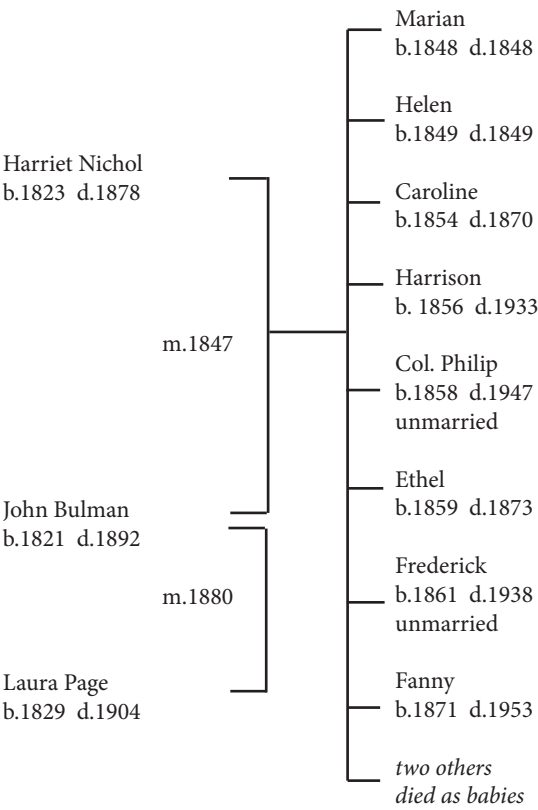 Harriet Nichol
b.1823 d.1878
m.1847
John Bulman
b.1821 d.1892
m.1880
Laura Page
b.1829 d.1904
Marian
b.1848 d.1848
Helen
b.1849 d.1849
Caroline
b.1854 d.1870
Harrison
b. 1856 d.1933
Col. Philip
b.1858 d.1947
unmarried
Ethel
b.1859 d.1873
Frederick
b.1861 d.1938
unmarried
Fanny
b.1871 d.1953
two others
died as babies